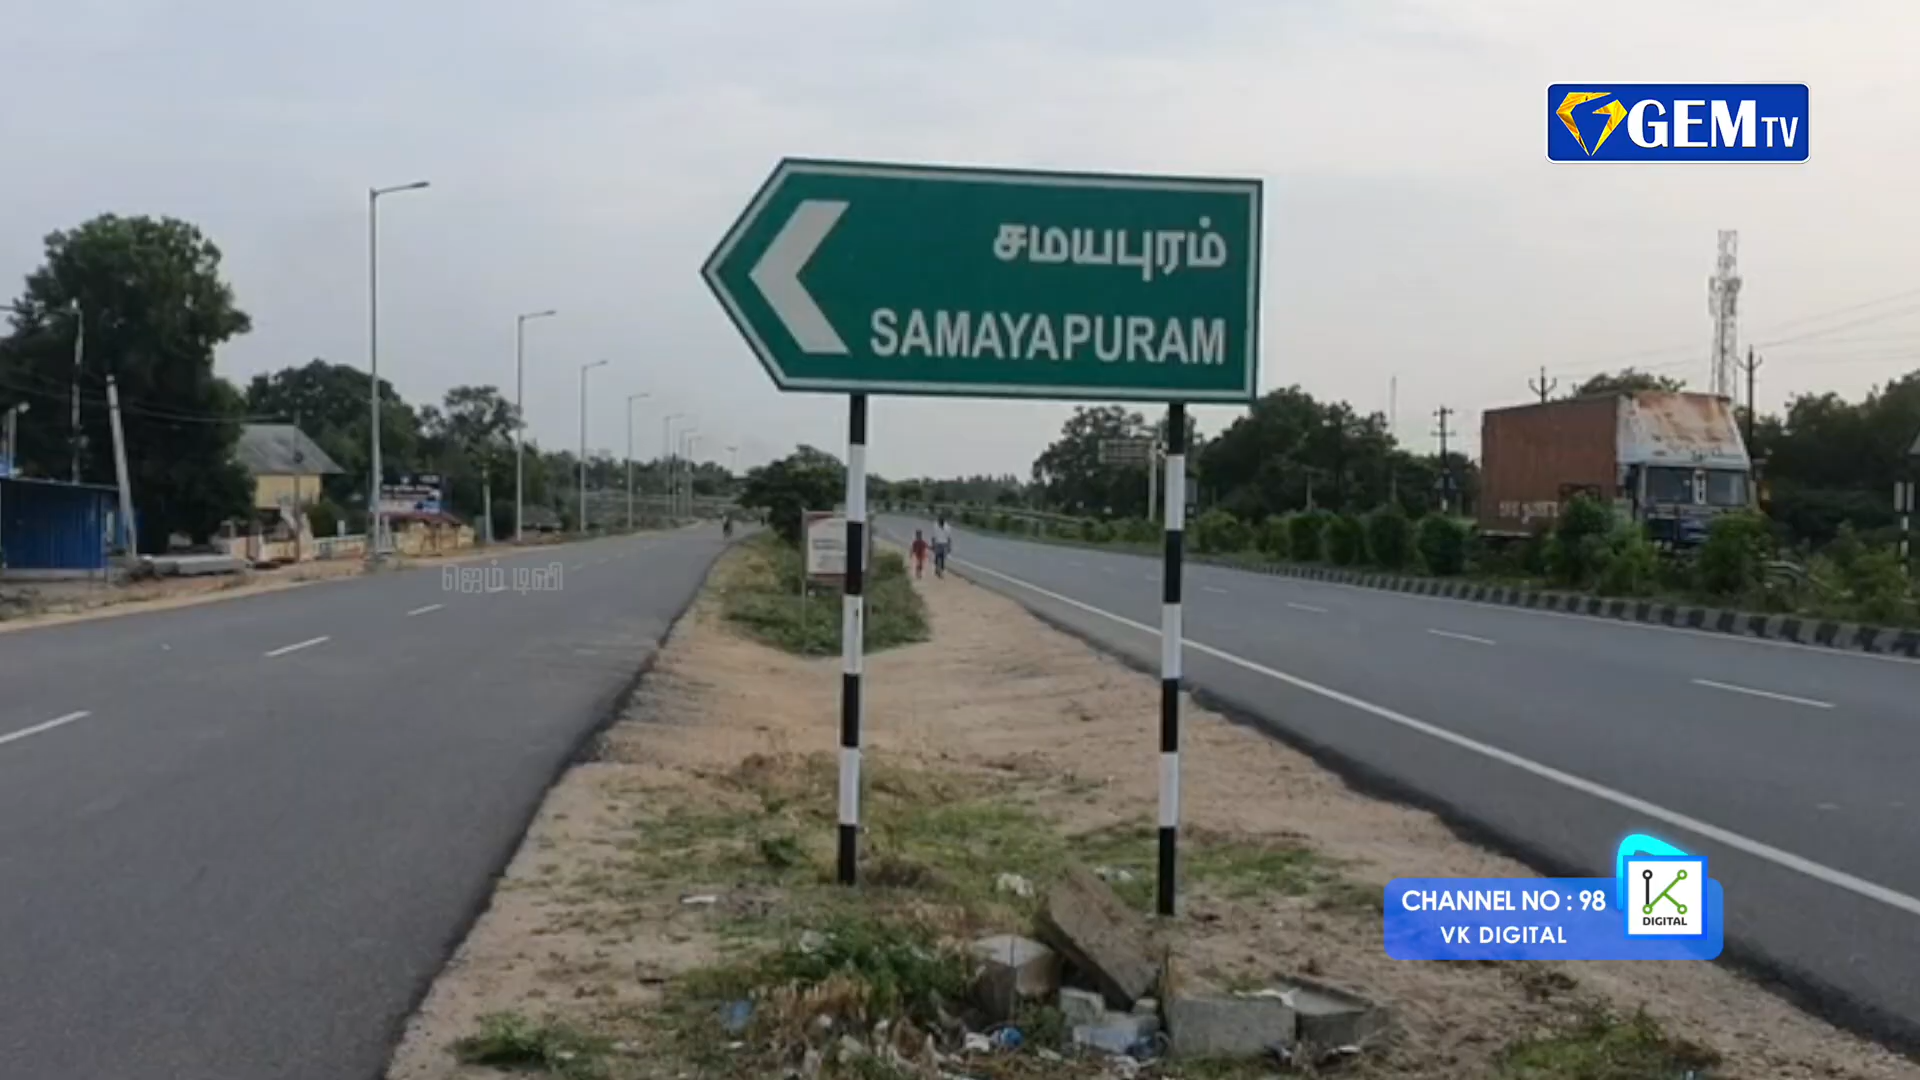 GEM TV
சமயபுரம்
SAMAYAPURAM
ஜெம் டிவி
CHANNEL NO : 98
VK DIGITAL
DIGITAL